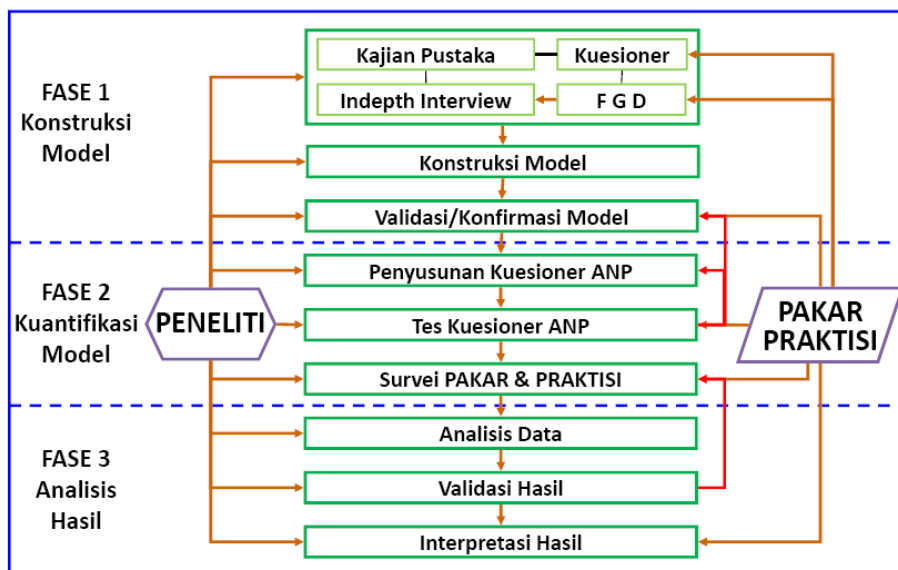 FASE 1
Konstruksi
Model
Kajian Pustaka
Kuesioner
Indepth Interview
F G D
Konstruksi Model
Validasi/Konfirmasi Model
FASE 2
Kuantifikasi
Model
PENELITI
Penyusunan Kuesioner ANP
Tes Kuesioner ANP
Survei PAKAR & PRAKTISI
PAKAR
PRAKTISI
FASE 3
Analisis
Hasil
Analisis Data
Validasi Hasil
Interpretasi Hasil